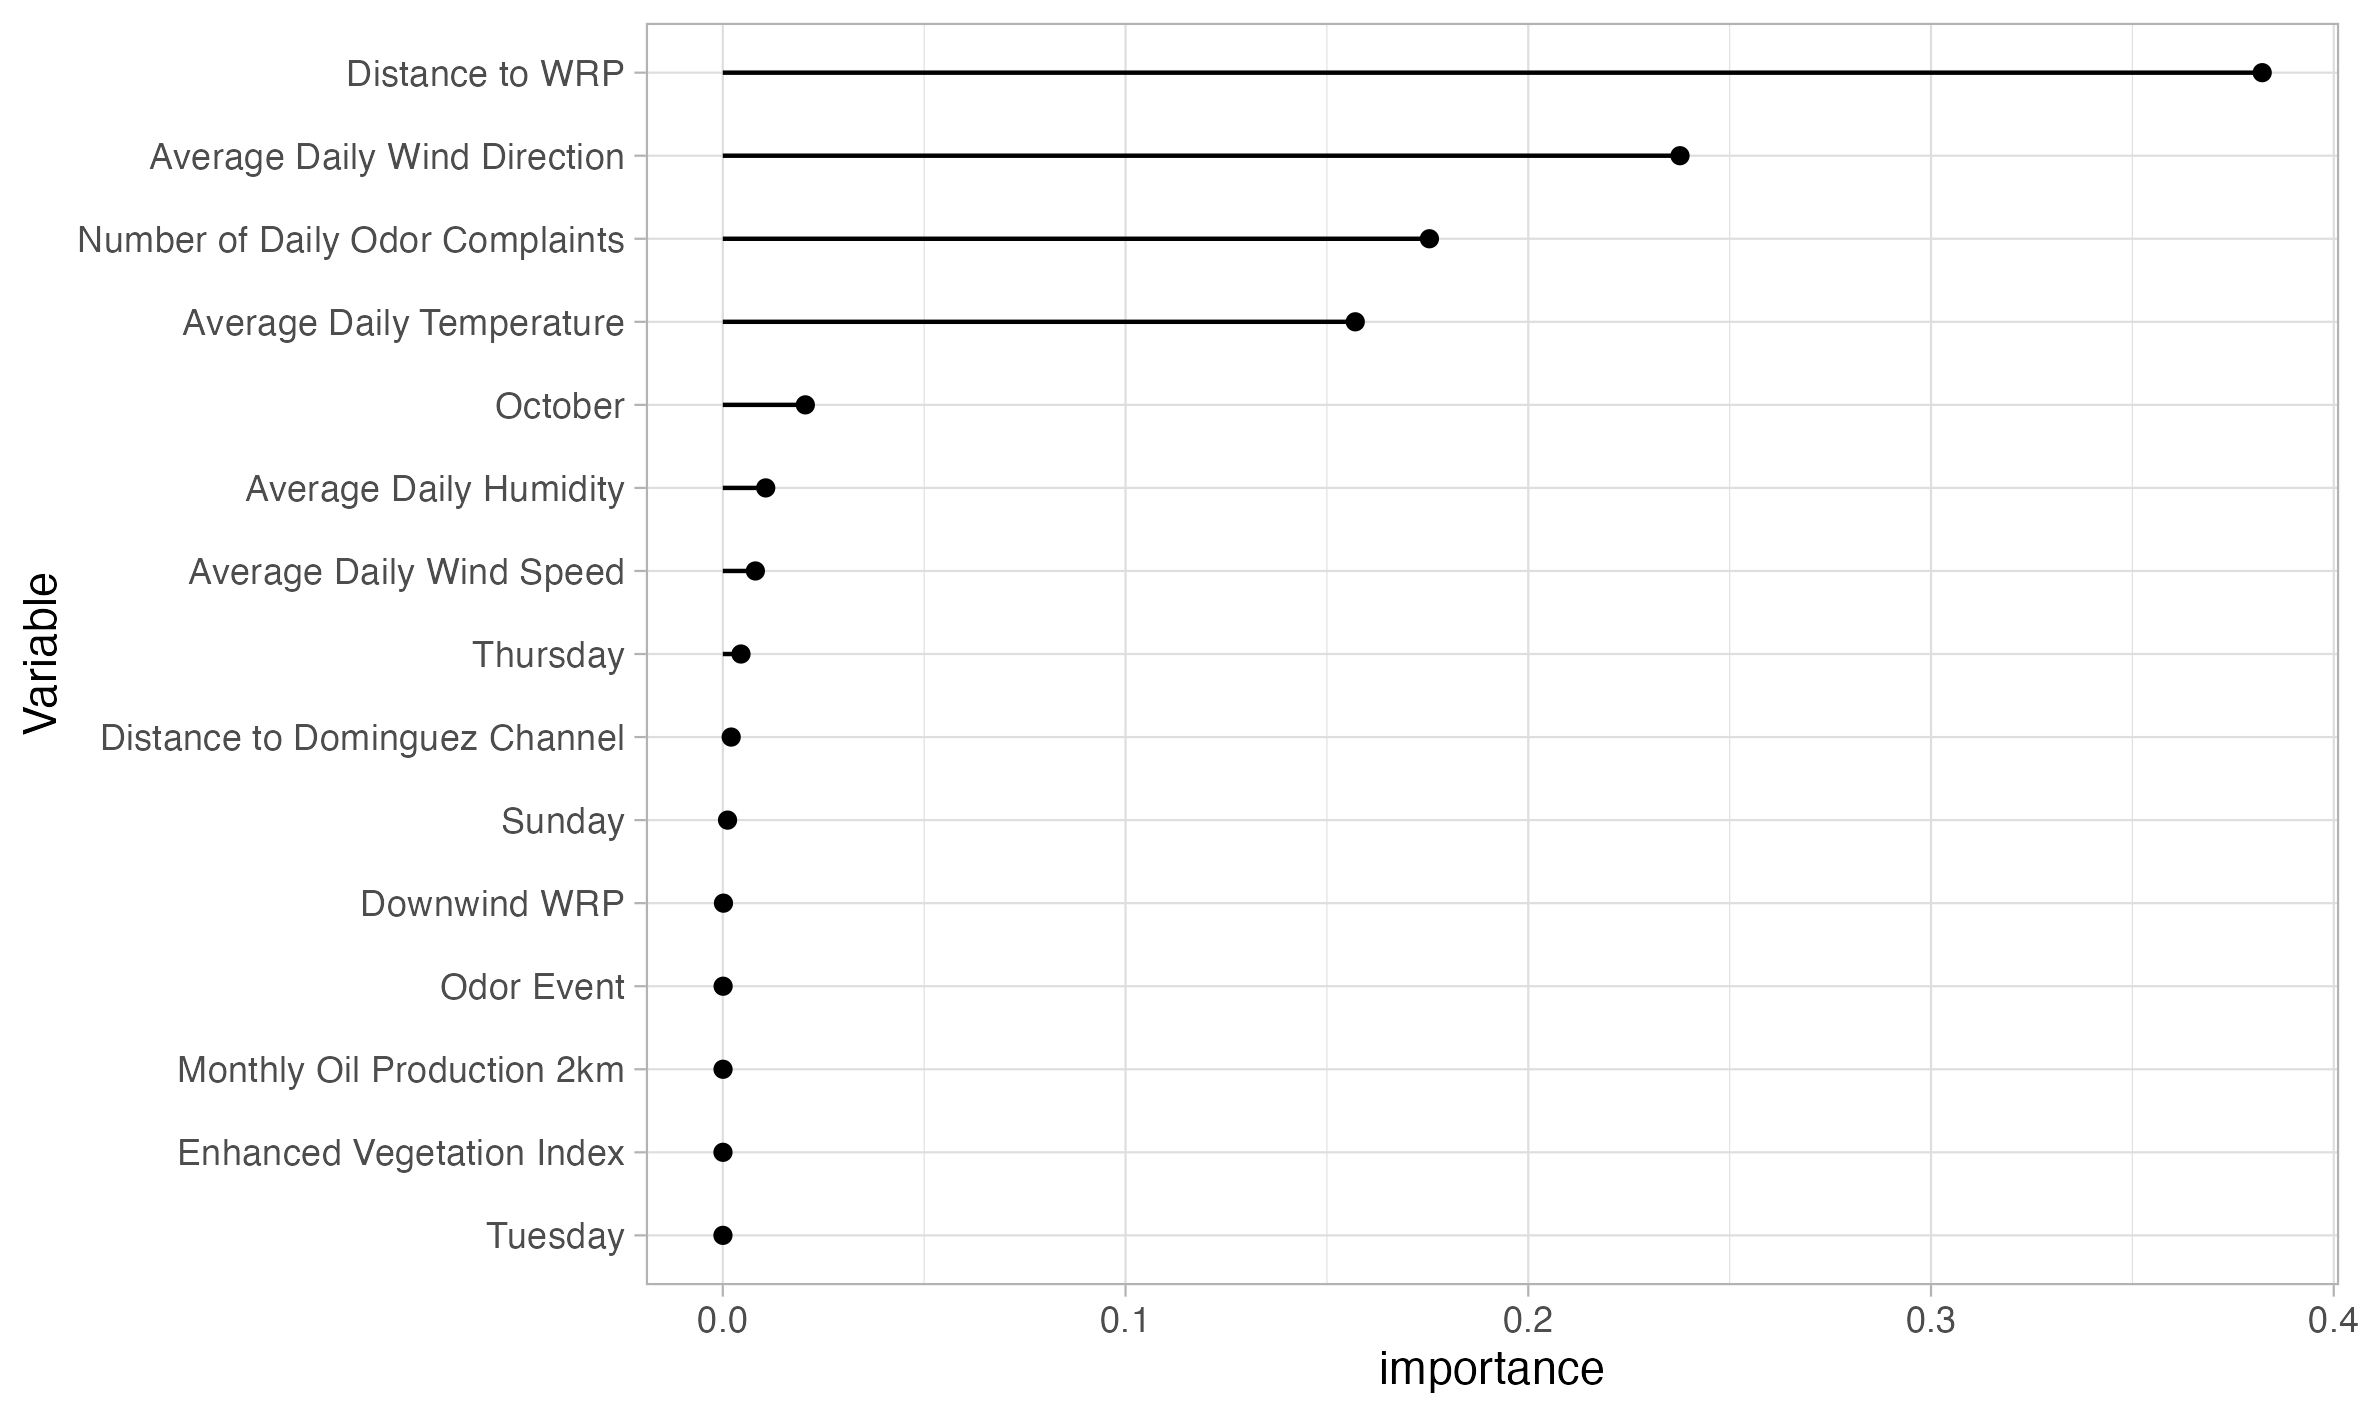 Variable
Distance to WRP
Average Daily Wind Direction
Number of Daily Odor Complaints
Average Daily Temperature
October
Average Daily Humidity
Average Daily Wind Speed
Thursday
Distance to Dominguez Channel
Sunday
Downwind WRP
Odor Event
Monthly Oil Production 2km
Enhanced Vegetation Index
Tuesday
0.0 0.1 0.2 0.3 0.4
importance